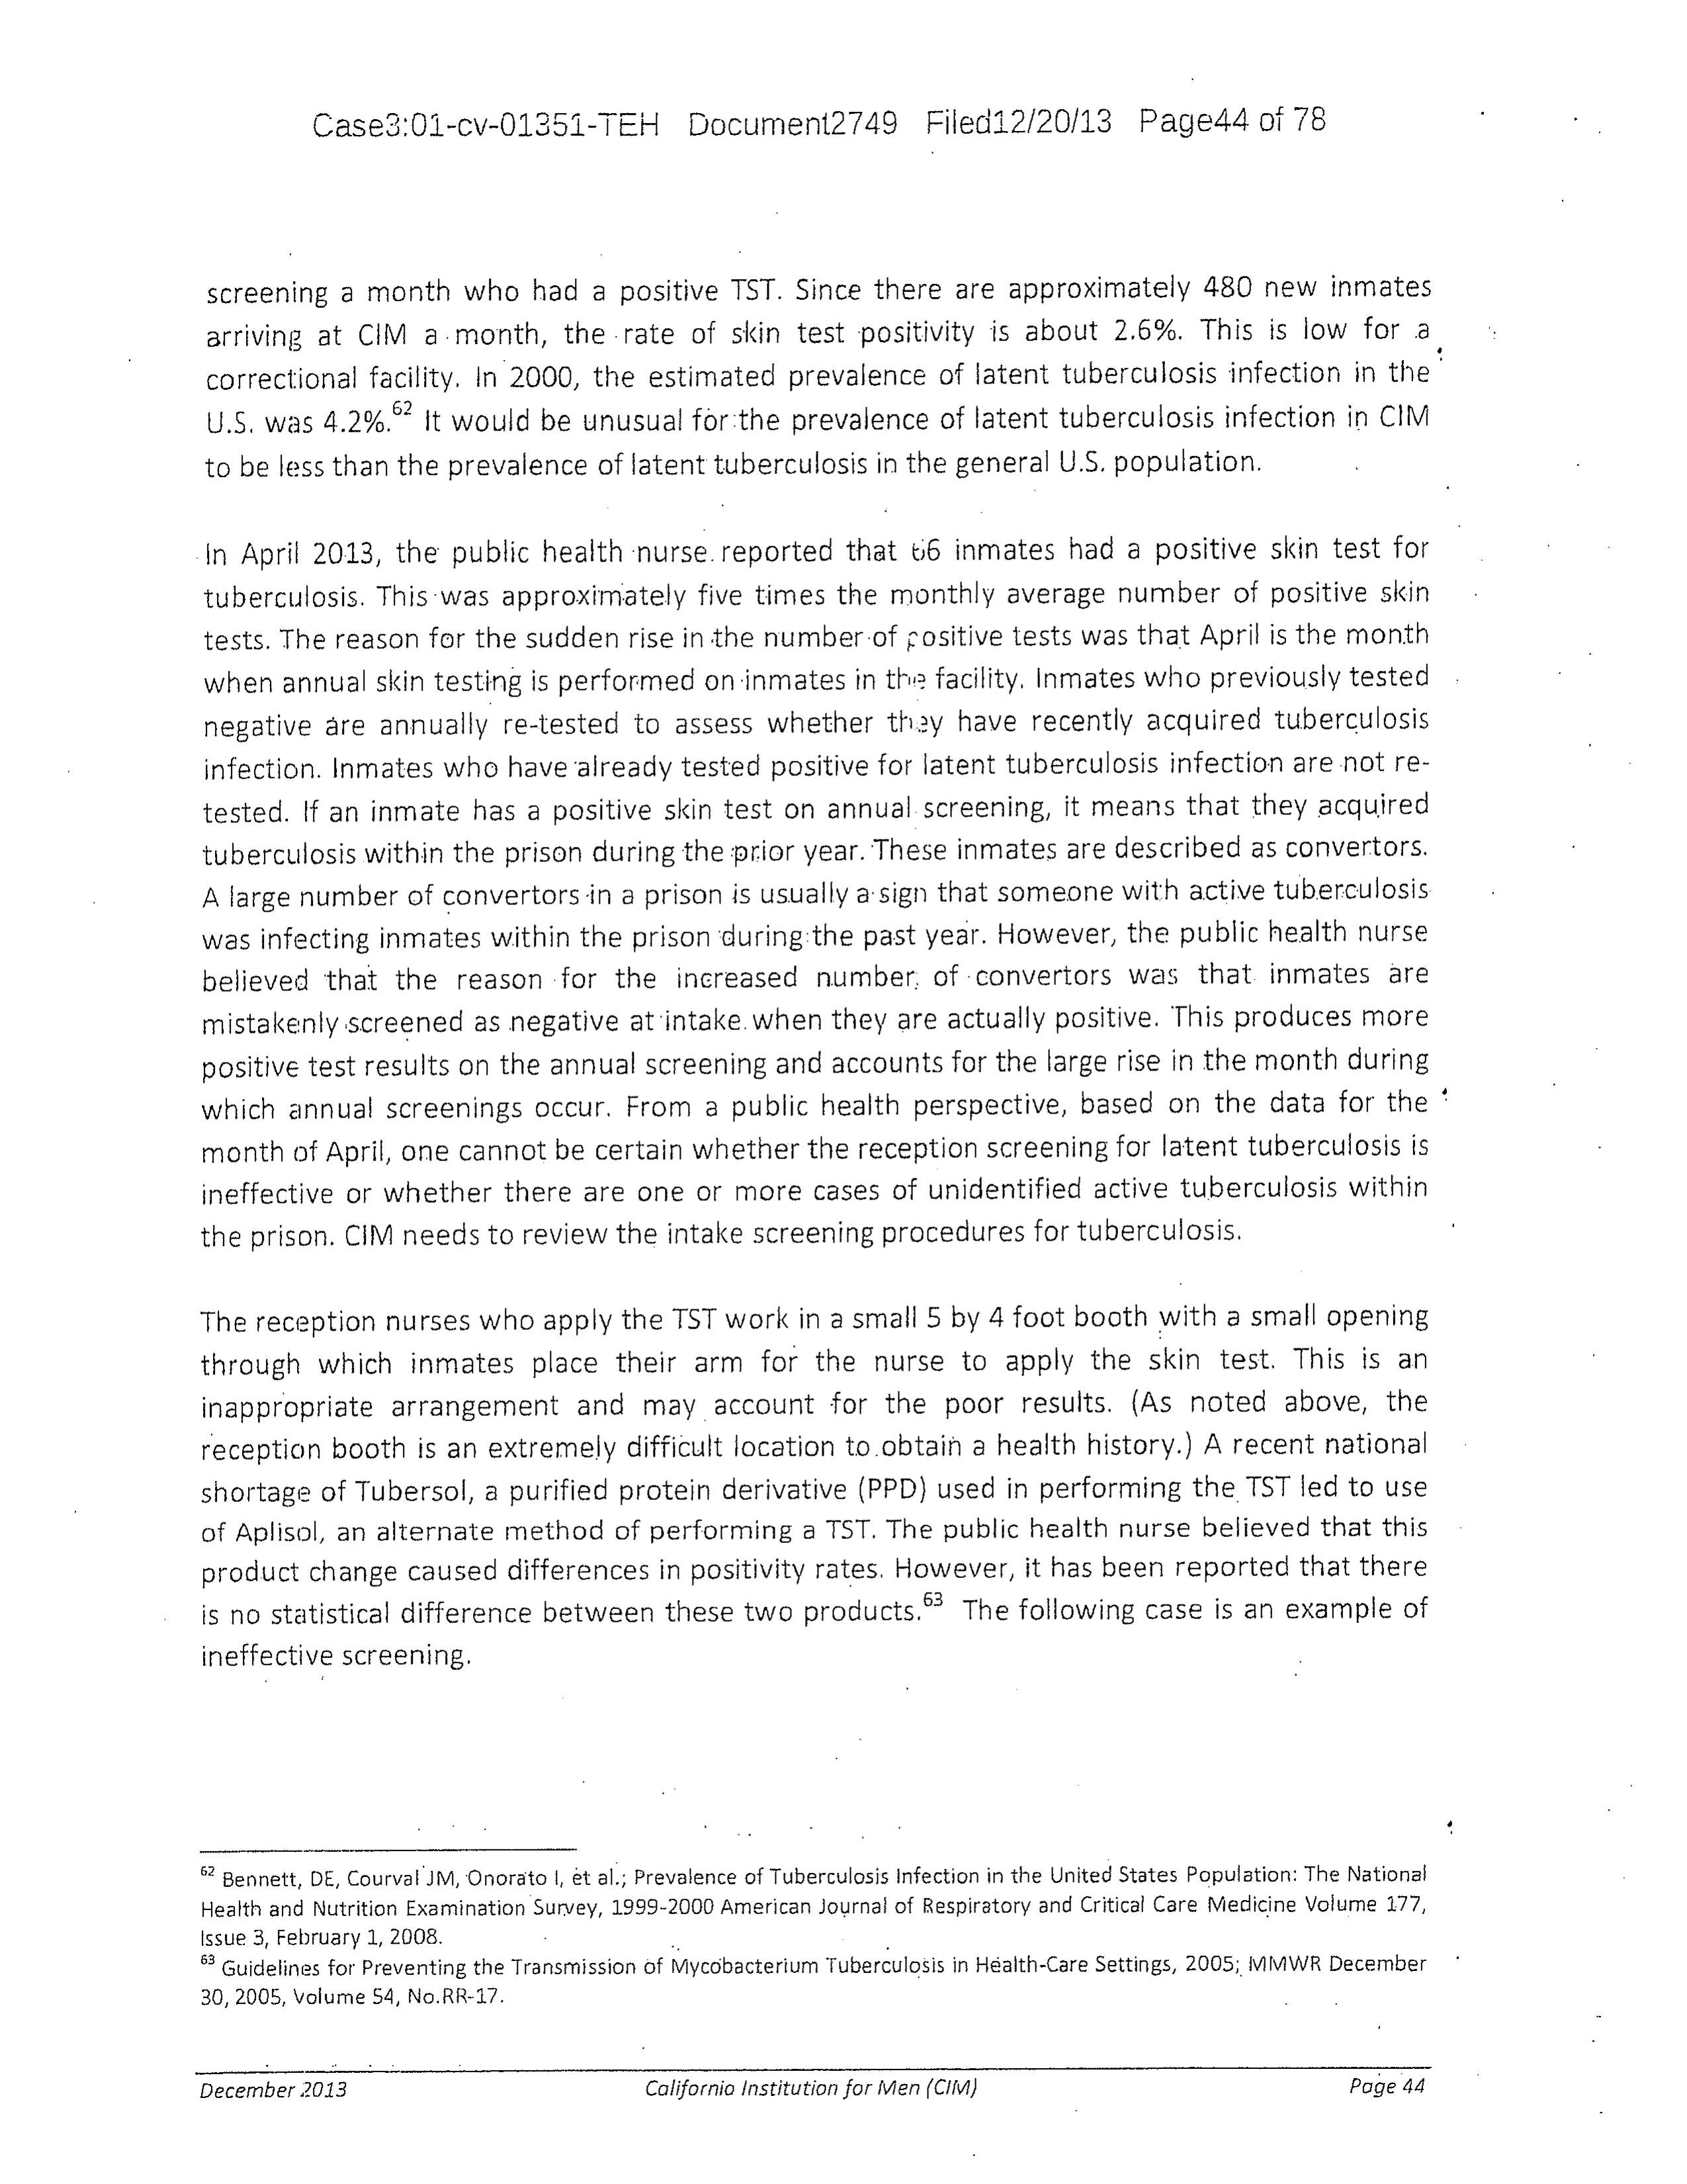 Case3:01-cv-01351-TEH Document2749 Filed12/20/13 Page44 of 78
screening a month who had a positive TST. Since there are approximately 480 new inmates
arriving at CIM a month, the rate of skin test positivity is about 2.6%. This is low for a
correctional facility. In 2000, the estimated prevalence of latent tuberculosis infection in the
U.S. was 4.2%.62 It would be unusual for the prevalence of latent tuberculosis infection in CIM
to be less than the prevalence of latent tuberculosis in the general U.S. population.
In April 2013, the public health nurse reported that 66 inmates had a positive skin test for
tuberculosis. This was approximately five times the monthly average number of positive skin
tests. The reason for the sudden rise in the number of positive tests was that April is the month
when annual skin testing is performed on inmates in the facility. Inmates who previously tested
negative are annually re-tested to assess whether they have recently acquired tuberculosis
infection. Inmates who have already tested positive for latent tuberculosis infection are not re-
tested. If an inmate has a positive skin test on annual screening, it means that they acquired
tuberculosis within the prison during the prior year. These inmates are described as convertors.
A large number of convertors in a prison is usually a sign that someone with active tuberculosis
was infecting inmates within the prison during the past year. However, the public health nurse
believed that the reason for the increased number of convertors was that inmates are
mistakenly screened as negative at intake when they are actually positive. This produces more
positive test results on the annual screening and accounts for the large rise in the month during
which annual screenings occur. From a public health perspective, based on the data for the
month of April, one cannot be certain whether the reception screening for latent tuberculosis is
ineffective or whether there are one or more cases of unidentified active tuberculosis within
the prison. CIM needs to review the intake screening procedures for tuberculosis.
The reception nurses who apply the TST work in a small 5 by 4 foot booth with a small opening
through which inmates place their arm for the nurse to apply the skin test. This is an
inappropriate arrangement and may account for the poor results. (As noted above, the
reception booth is an extremely difficult location to obtain a health history.) A recent national
shortage of Tubersol, a purified protein derivative (PPD) used in performing the TST led to use
of Aplisol, an alternate method of performing a TST. The public health nurse believed that this
product change caused differences in positivity rates. However, it has been reported that there
is no statistical difference between these two products.63 The following case is an example of
ineffective screening.
62 Bennett, DE, Courval JM, Onorato I, et al.; Prevalence of Tuberculosis Infection in the United States Population: The National
Health and Nutrition Examination Survey, 1999-2000 American Journal of Respiratory and Critical Care Medicine Volume 177,
Issue 3, February 1, 2008.
63 Guidelines for Preventing the Transmission of Mycobacterium Tuberculosis in Health-Care Settings, 2005; MMWR December
30, 2005, Volume 54, No.RR-17.
December 2013 California Institution for Men (CIM) Page 44